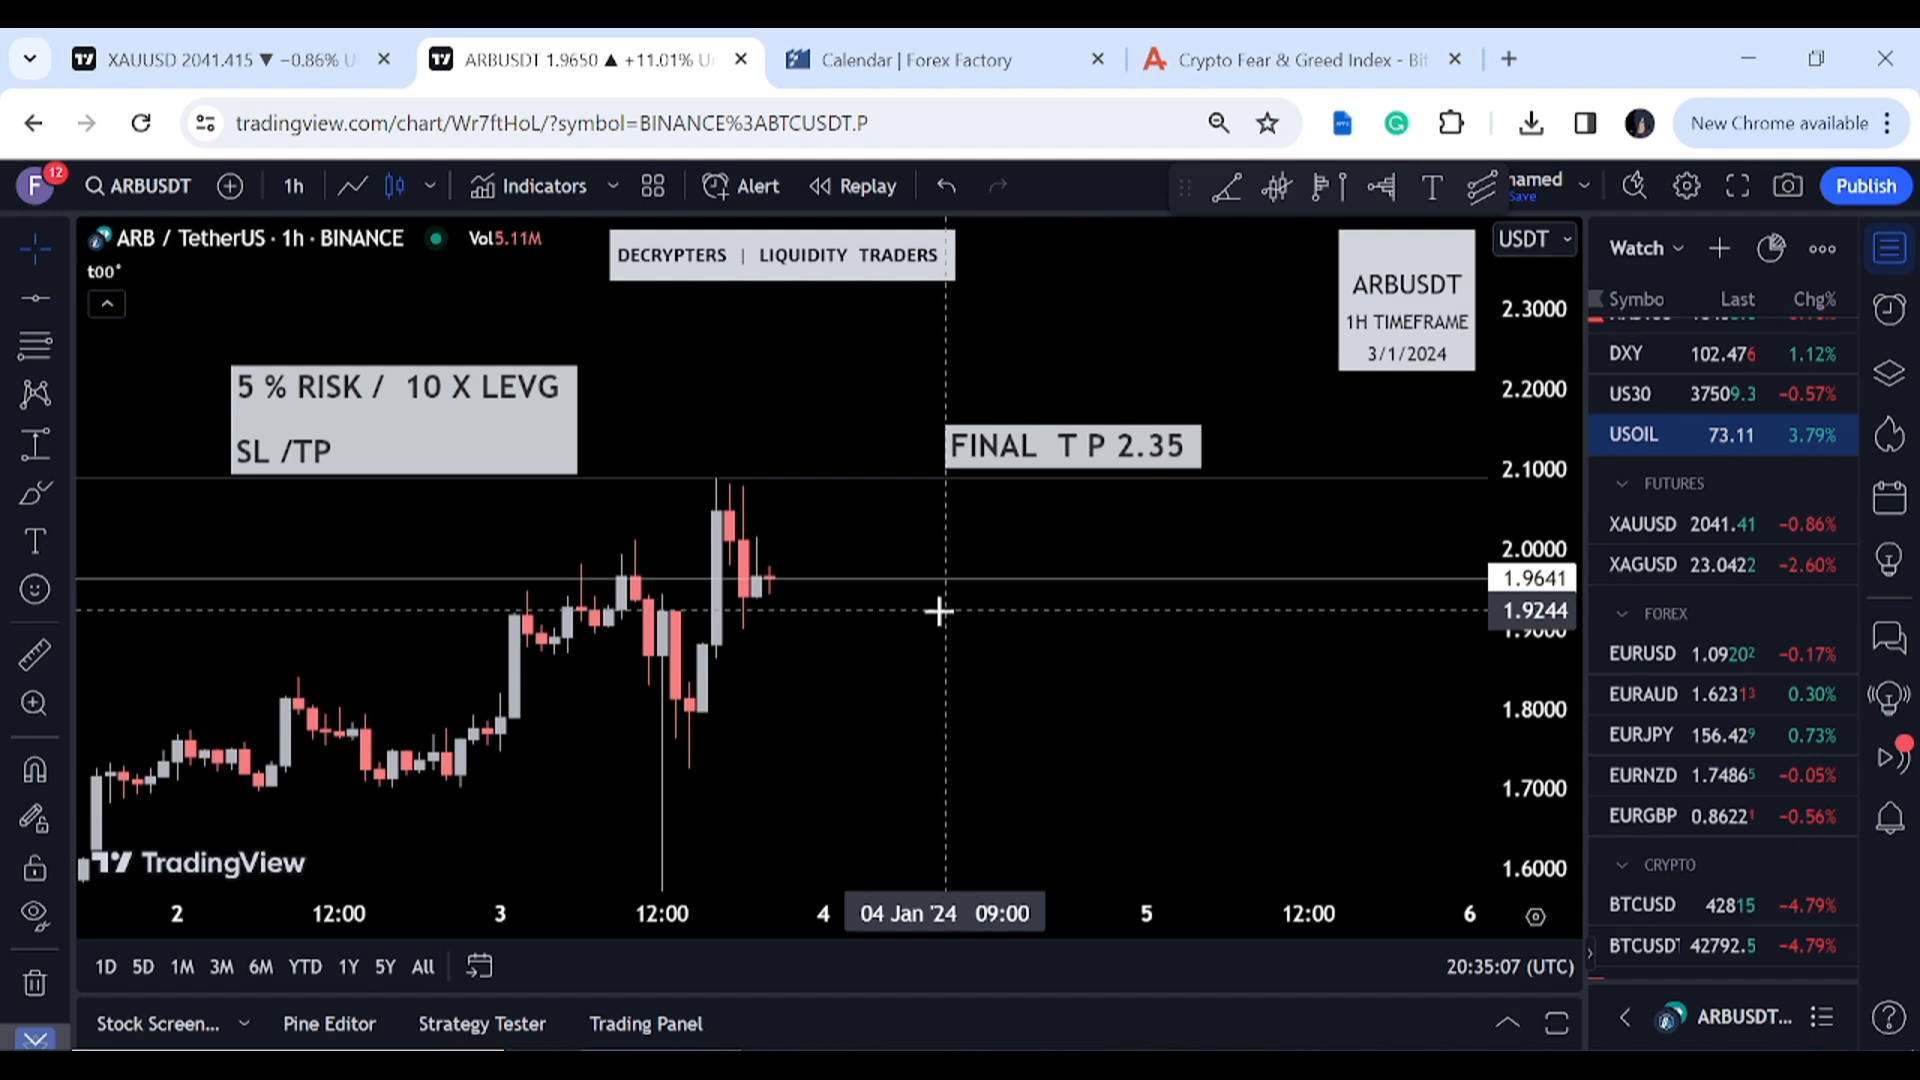 XAUUSD 2041.415 ▼ −0.86% U
ARBUSDT 1.9650 ▲ +11.01% U
Calendar | Forex Factory
Crypto Fear & Greed Index - Bi
tradingview.com/chart/Wr7ftHoL/?symbol=BINANCE%3ABTCUSDT.P
New Chrome available
F
12
ARBUSDT
1h
Indicators
Alert
Replay
named
Save
Publish
ARB / TetherUS · 1h · BINANCE
Vol5.11M
DECRYPTERS | LIQUIDITY TRADERS
ARBUSDT
1H TIMEFRAME
3/1/2024
USDT
5 % RISK / 10 X LEVG
SL /TP
FINAL T P 2.35
2.3000
2.2000
2.1000
2.0000
1.9641
1.9244
1.9000
1.8000
1.7000
1.6000
TradingView
2
12:00
3
12:00
4
04 Jan '24 09:00
5
12:00
6
1D 5D 1M 3M 6M YTD 1Y 5Y All
20:35:07 (UTC)
Stock Screen...
Pine Editor
Strategy Tester
Trading Panel
Watch
Symbo Last Chg%
DXY 102.476 1.12%
US30 37509.3 −0.57%
USOIL 73.11 3.79%
FUTURES
XAUUSD 2041.41 −0.86%
XAGUSD 23.0422 −2.60%
FOREX
EURUSD 1.09202 −0.17%
EURAUD 1.62313 0.30%
EURJPY 156.429 0.73%
EURNZD 1.74865 −0.05%
EURGBP 0.86221 −0.56%
CRYPTO
BTCUSD 42815 −4.79%
BTCUSDT 42792.5 −4.79%
ARBUSDT...